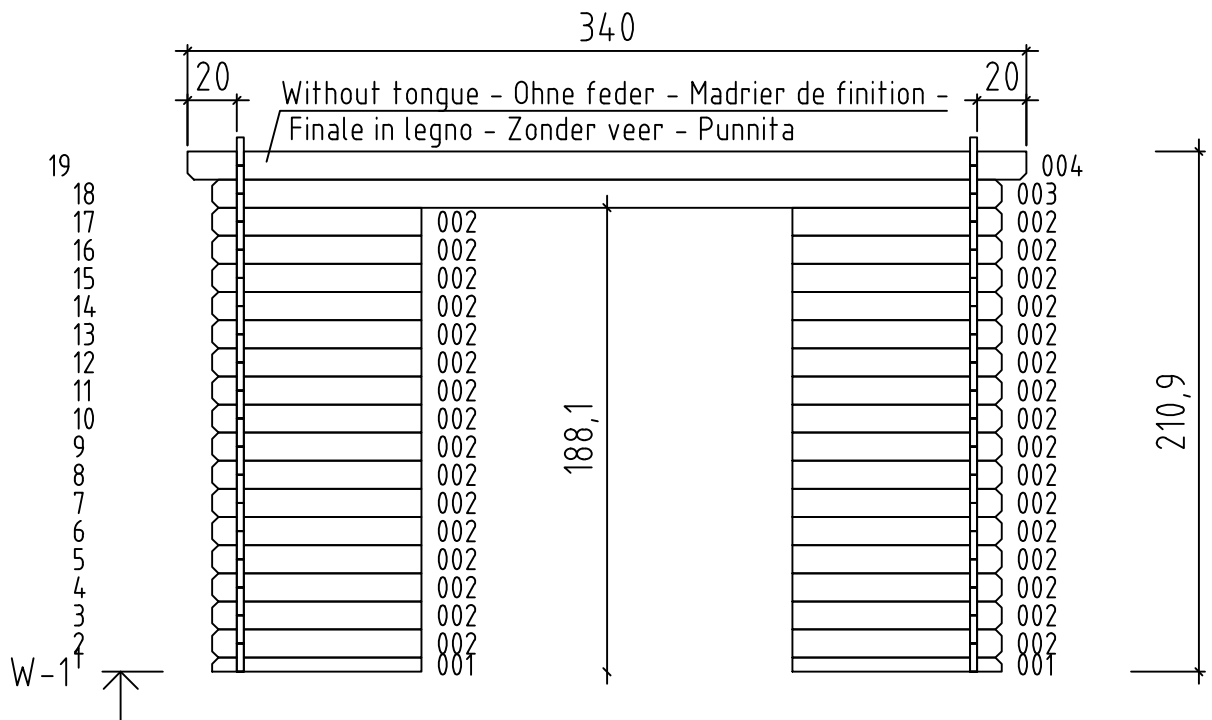 340
20
20
Without tongue - Ohne feder - Madrier de finition -
Finale in legno - Zonder veer - Punnita
19 004
18 003
17 002 002
16 002 002
15 002 002
14 002 002
13 002 002
12 002 002
11 002 002
10 002 002
9 002 002
8 002 002
7 002 002
6 002 002
5 002 002
4 002 002
3 002 002
2 002 002
1 001 001
188,1
210,9
W-1